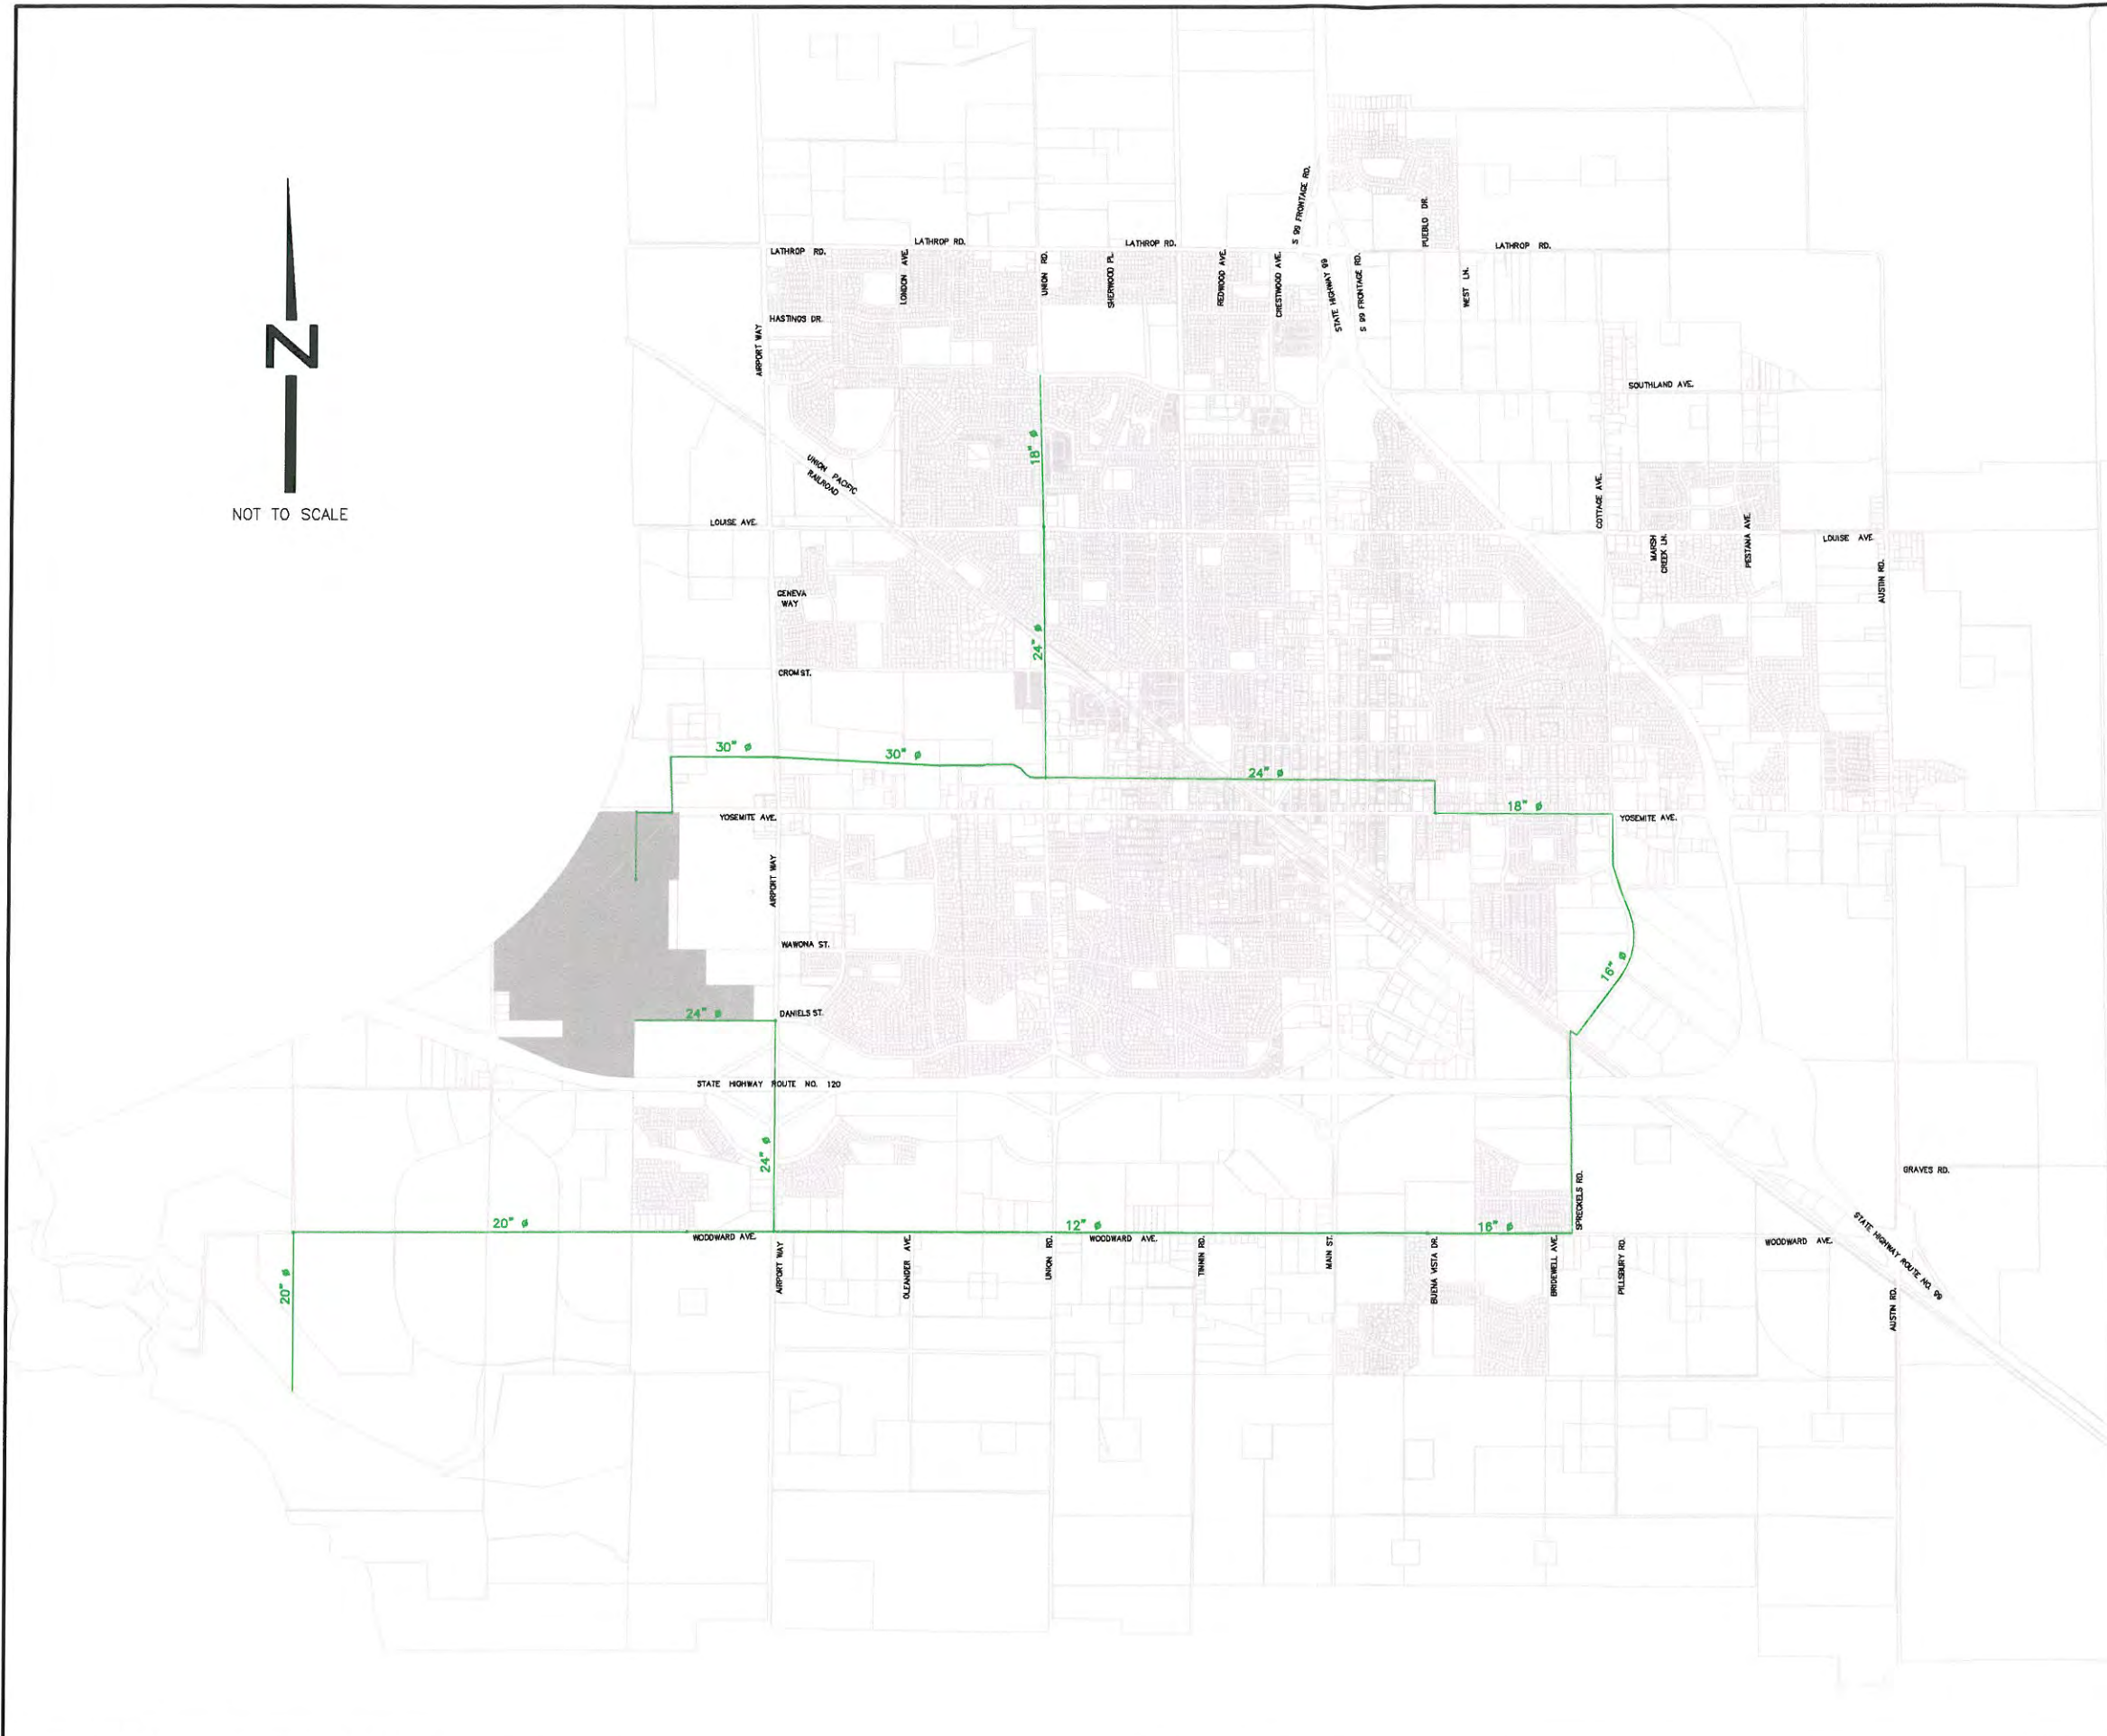 S 99 FRONTAGE RD.
PUEBLO DR.
LATHROP RD.
LATHROP RD.
LATHROP RD.
LATHROP RD.
LONDON AVE.
UNION RD.
SHERWOOD PL.
REDWOOD AVE.
CRESTWOOD AVE.
STATE HIGHWAY 99
S 99 FRONTAGE RD.
WEST LN.
HASTINGS DR.
AIRPORT WAY
N
NOT TO SCALE
SOUTHLAND AVE.
18" ø
UNION PACIFIC
RAILROAD
COTTAGE AVE.
LOUISE AVE.
MARSH
CREEK LN.
PESTANA AVE.
LOUISE AVE.
AUSTIN RD.
GENEVA
WAY
24" ø
CROM ST.
30" ø
30" ø
24" ø
18" ø
YOSEMITE AVE.
YOSEMITE AVE.
AIRPORT WAY
WAWONA ST.
16" ø
24" ø
DANIELS ST.
STATE HIGHWAY ROUTE NO. 120
24" ø
GRAVES RD.
SPRECKELS RD.
20" ø
12" ø
16" ø
WOODWARD AVE.
WOODWARD AVE.
WOODWARD AVE.
STATE HIGHWAY ROUTE NO. 99
20" ø
AIRPORT WAY
OLEANDER AVE.
UNION RD.
TINNIN RD.
MAIN ST.
BUENA VISTA DR.
BRIDEWELL AVE.
PILLSBURY RD.
AUSTIN RD.